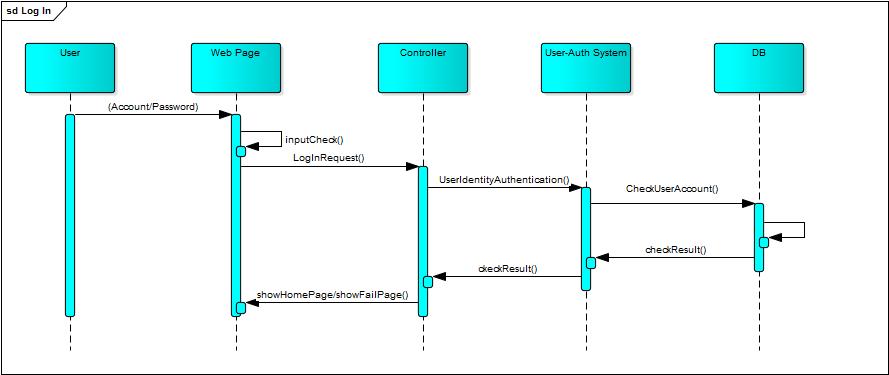 sd Log In
User
Web Page
Controller
User-Auth System
DB
(Account/Password)
inputCheck()
LogInRequest()
UserIdentityAuthentication()
CheckUserAccount()
checkResult()
ckeckResult()
showHomePage/showFailPage()